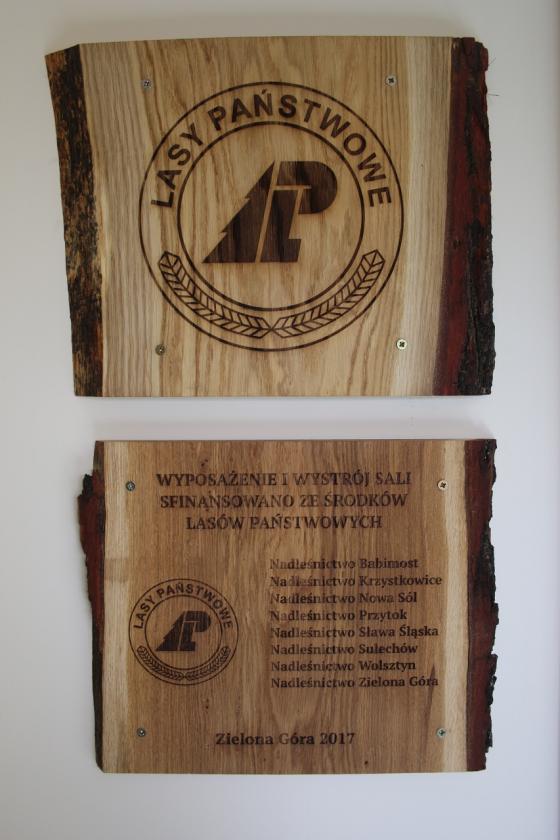 LASY PAŃSTWOWE
WYPOSAŻENIE I WYSTRÓJ SALI
SFINANSOWANO ZE ŚRODKÓW
LASÓW PAŃSTWOWYCH
LASY PAŃSTWOWE
Nadleśnictwo Babimost
Nadleśnictwo Krzystkowice
Nadleśnictwo Nowa Sól
Nadleśnictwo Przytok
Nadleśnictwo Sława Śląska
Nadleśnictwo Sulechów
Nadleśnictwo Wolsztyn
Nadleśnictwo Zielona Góra
Zielona Góra 2017